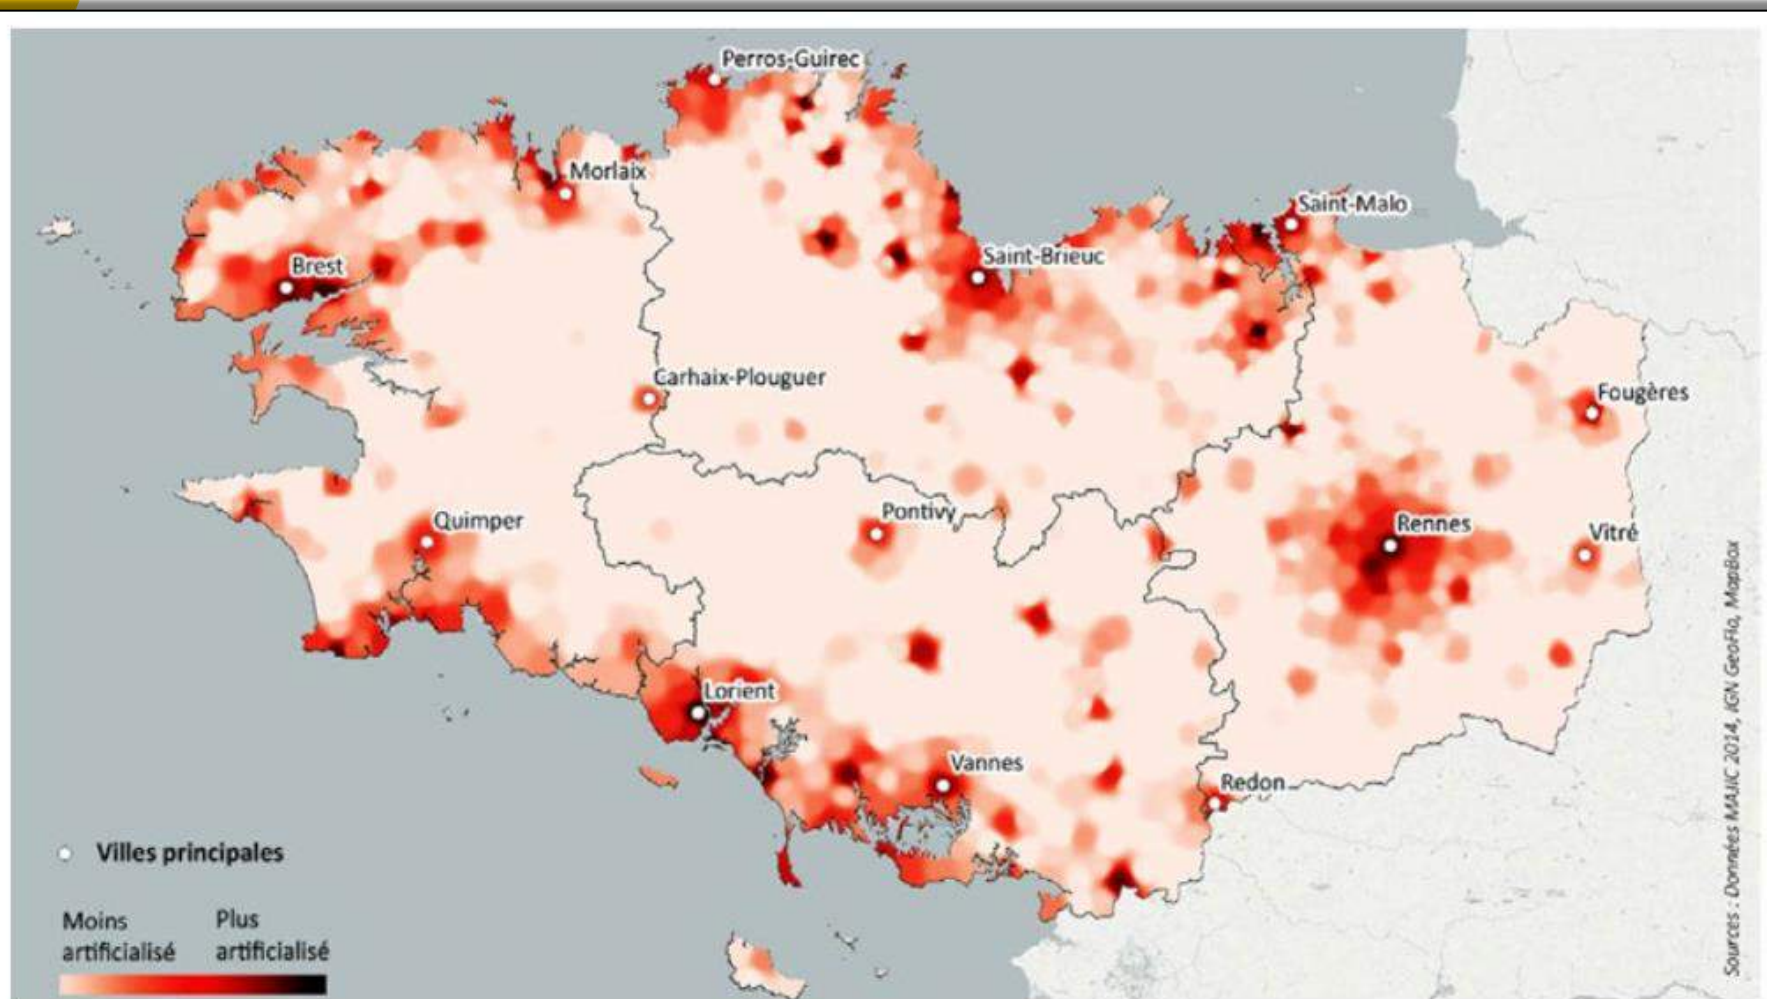 Perros-Guirec
Morlaix
Saint-Malo
Brest
Saint-Brieuc
Carhaix-Plouguer
Fougères
Quimper
Pontivy
Rennes
Vitré
Lorient
Vannes
Redon
Villes principales
Moins
artificialisé
Plus
artificialisé
Sources : Données MAJIC 2014, IGN GeoFla, MapBox